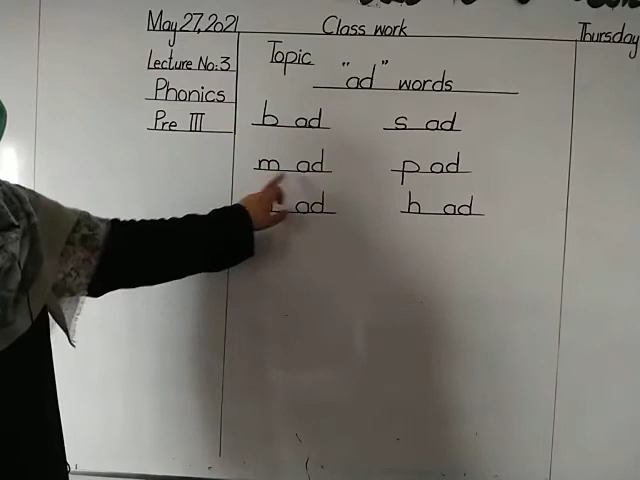 May 27, 2021 Class work Thursday
Lecture No:3 Topic "ad" words
Phonics
Pre III
b ad s ad
m ad p ad
ad h ad